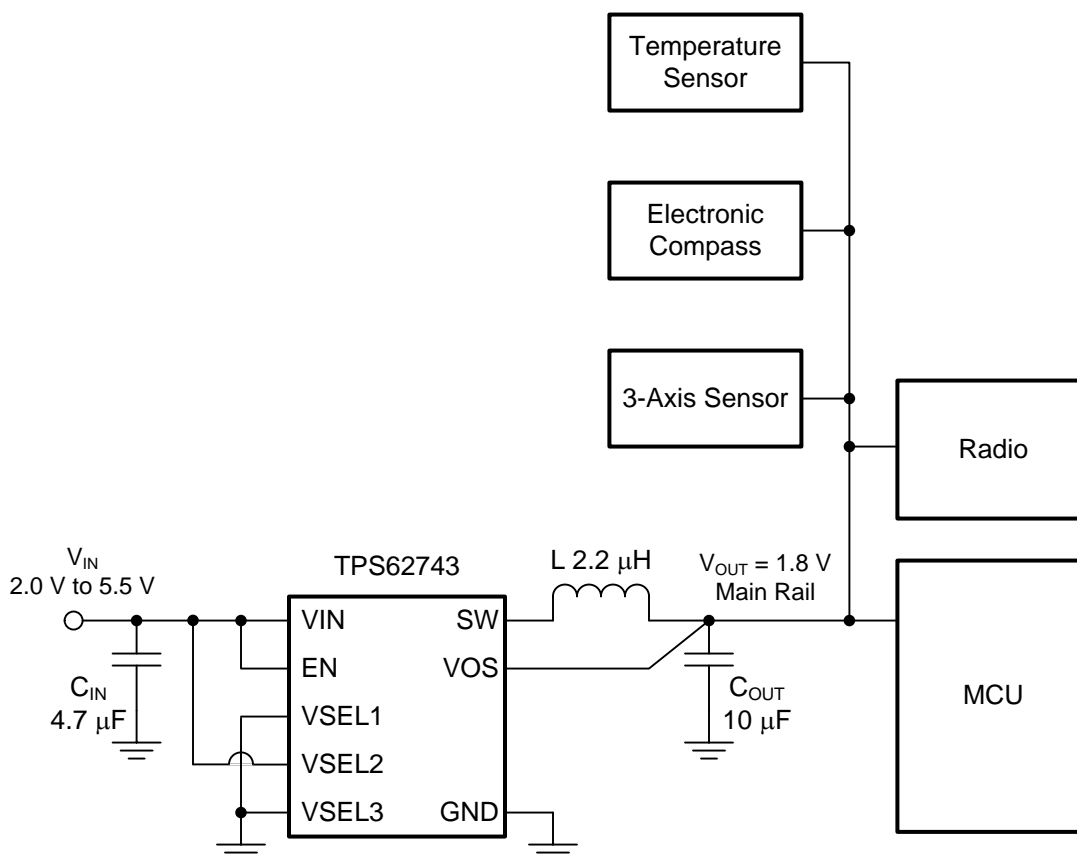 Temperature
Sensor
Electronic
Compass
3-Axis Sensor
Radio
V_IN
2.0 V to 5.5 V
TPS62743
L 2.2 μH
V_OUT = 1.8 V
Main Rail
VIN
SW
EN
VOS
C_IN
4.7 μF
VSEL1
C_OUT
10 μF
MCU
VSEL2
VSEL3
GND